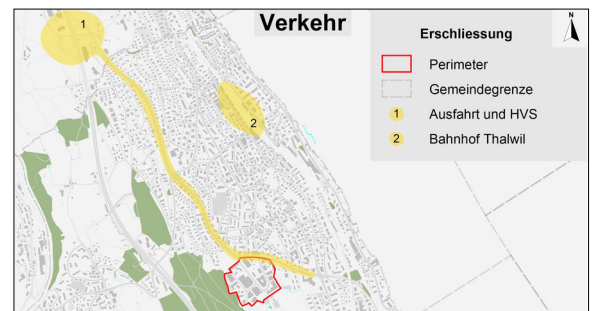 Verkehr
N
Erschliessung
Perimeter
Gemeindegrenze
1 Ausfahrt und HVS
2 Bahnhof Thalwil
1
2